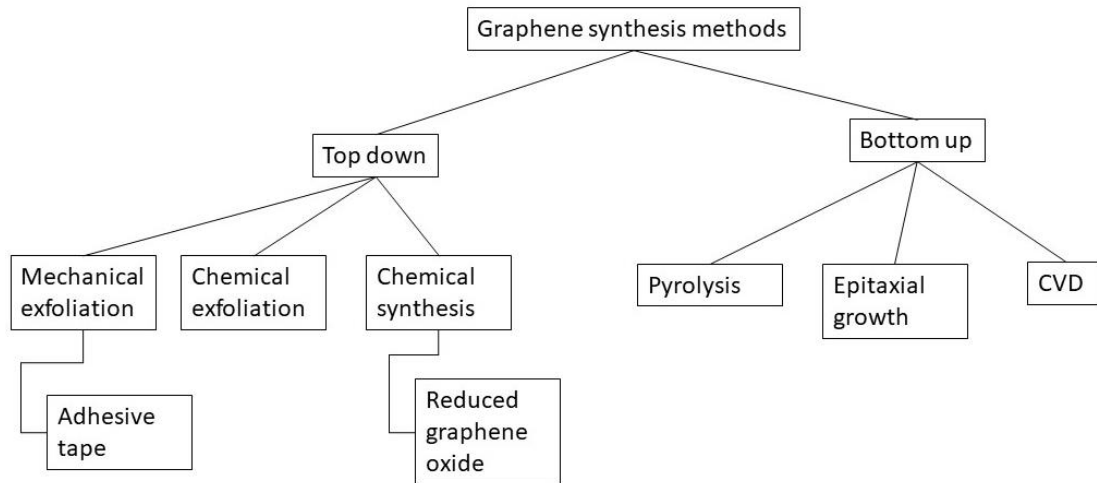 Graphene synthesis methods
Top down
Bottom up
Mechanical
exfoliation
Chemical
exfoliation
Chemical
synthesis
Pyrolysis
Epitaxial
growth
CVD
Adhesive
tape
Reduced
graphene
oxide